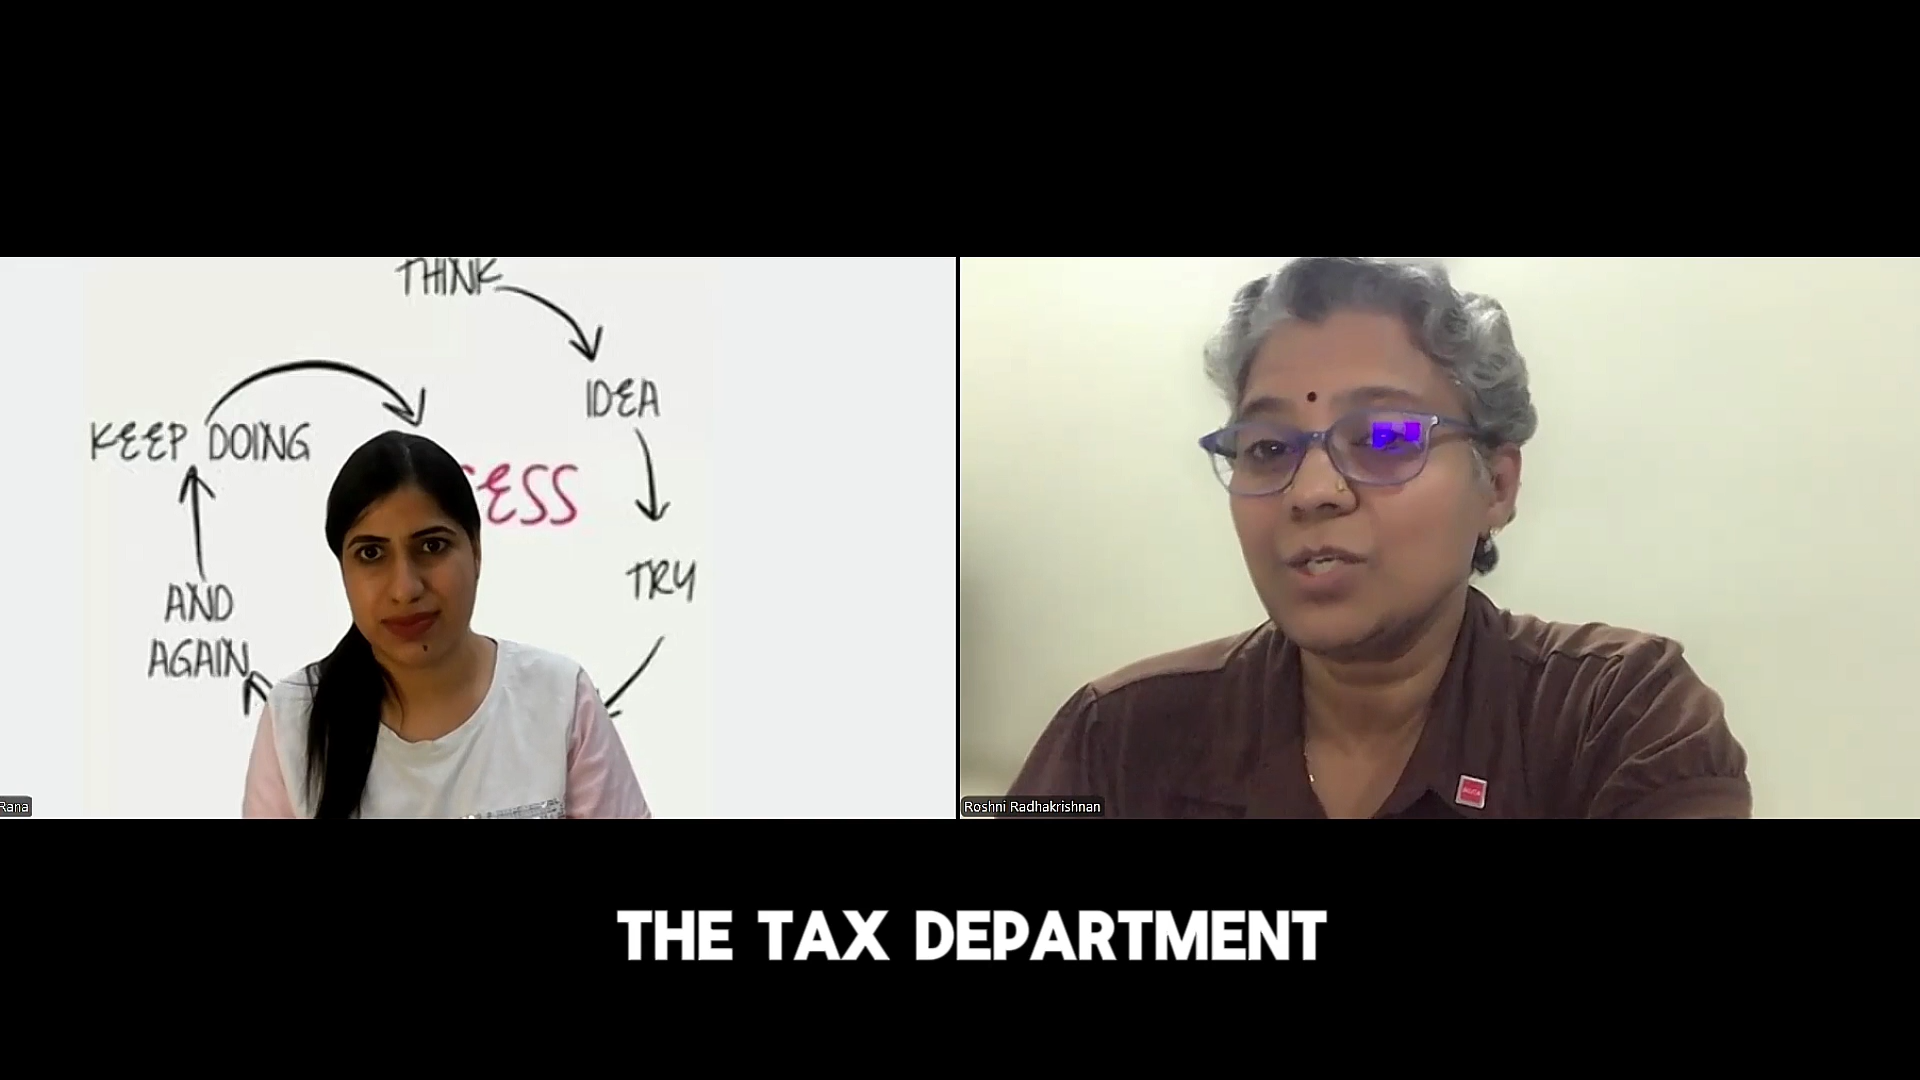 THINK
IDEA
KEEP DOING
ESS
TRY
AND
AGAIN
Rana
Roshni Radhakrishnan
THE TAX DEPARTMENT